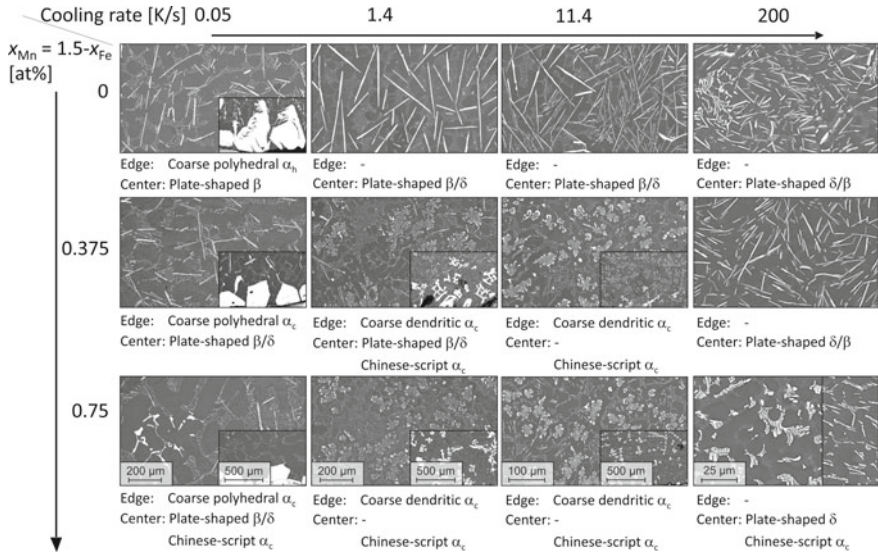 Cooling rate [K/s] 0.05 1.4 11.4 200
x_Mn = 1.5-x_Fe
[at%]
0
Edge: Coarse polyhedral α_h
Center: Plate-shaped β
Edge: -
Center: Plate-shaped β/δ
Edge: -
Center: Plate-shaped β/δ
Edge: -
Center: Plate-shaped δ/β
0.375
Edge: Coarse polyhedral α_c
Center: Plate-shaped β/δ
Edge: Coarse dendritic α_c
Center: Plate-shaped β/δ
Chinese-script α_c
Edge: Coarse dendritic α_c
Center: -
Chinese-script α_c
Edge: -
Center: Plate-shaped δ/β
0.75
200 µm 500 µm
200 µm 500 µm
100 µm 500 µm
25 µm
Edge: Coarse polyhedral α_c
Center: Plate-shaped β/δ
Chinese-script α_c
Edge: Coarse dendritic α_c
Center: -
Chinese-script α_c
Edge: Coarse dendritic α_c
Center: -
Chinese-script α_c
Edge: -
Center: Plate-shaped δ
Chinese-script α_c